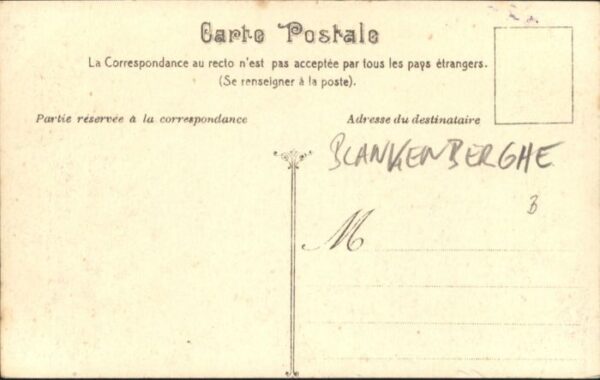 Carte Postale
La Correspondance au recto n'est pas acceptée par tous les pays étrangers.
(Se renseigner à la poste).
Partie réservée à la correspondance
Adresse du destinataire
BLANKENBERGHE
B
M